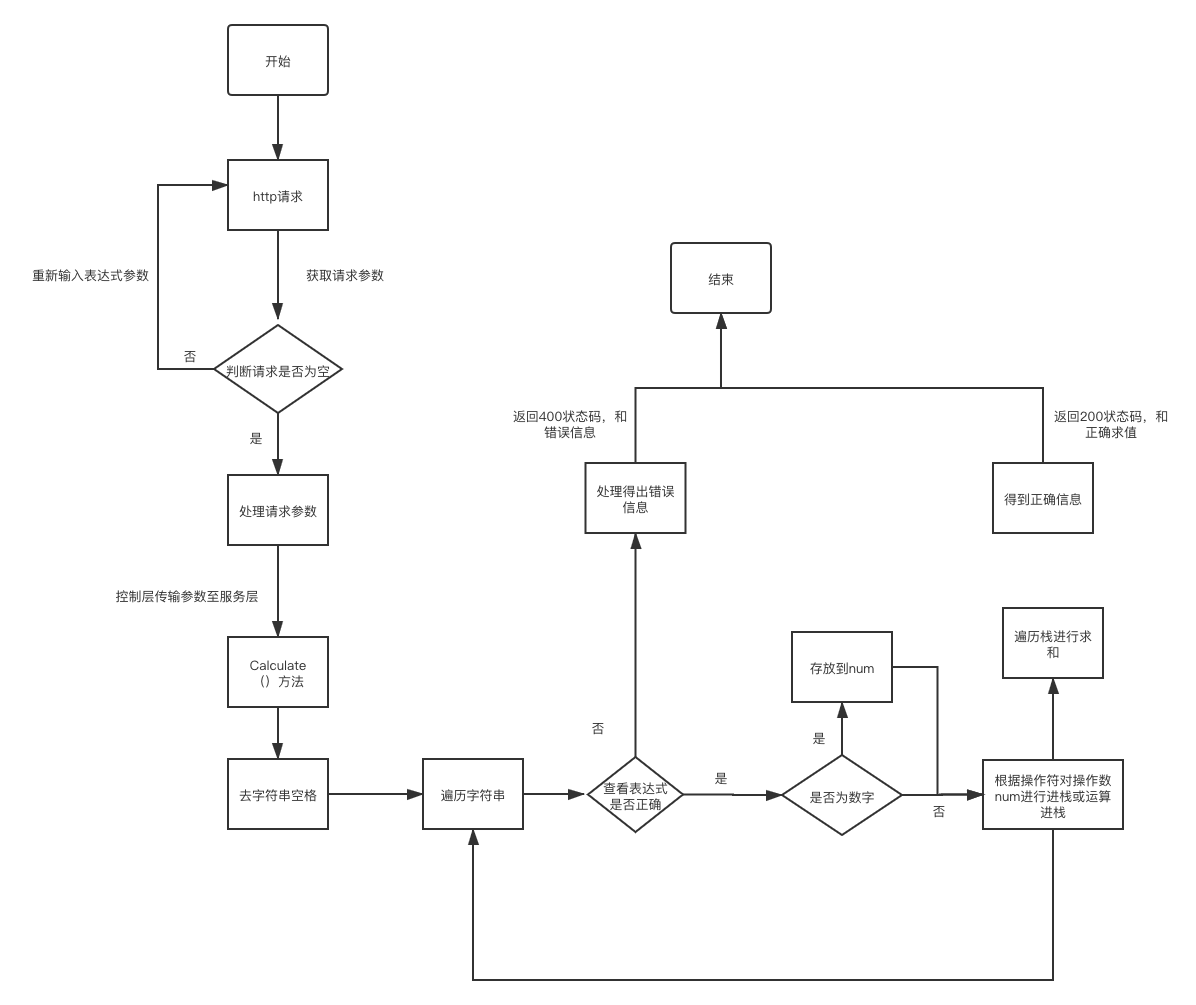 开始
http请求
重新输入表达式参数
获取请求参数
否
判断请求是否为空
是
处理请求参数
控制层传输参数至服务层
Calculate
（）方法
去字符串空格
遍历字符串
查看表达式
是否正确
否
处理得出错误
信息
返回400状态码，和
错误信息
结束
是
是否为数字
是
存放到num
否
根据操作符对操作数
num进行进栈或运算
进栈
遍历栈进行求
和
得到正确信息
返回200状态码，和
正确求值